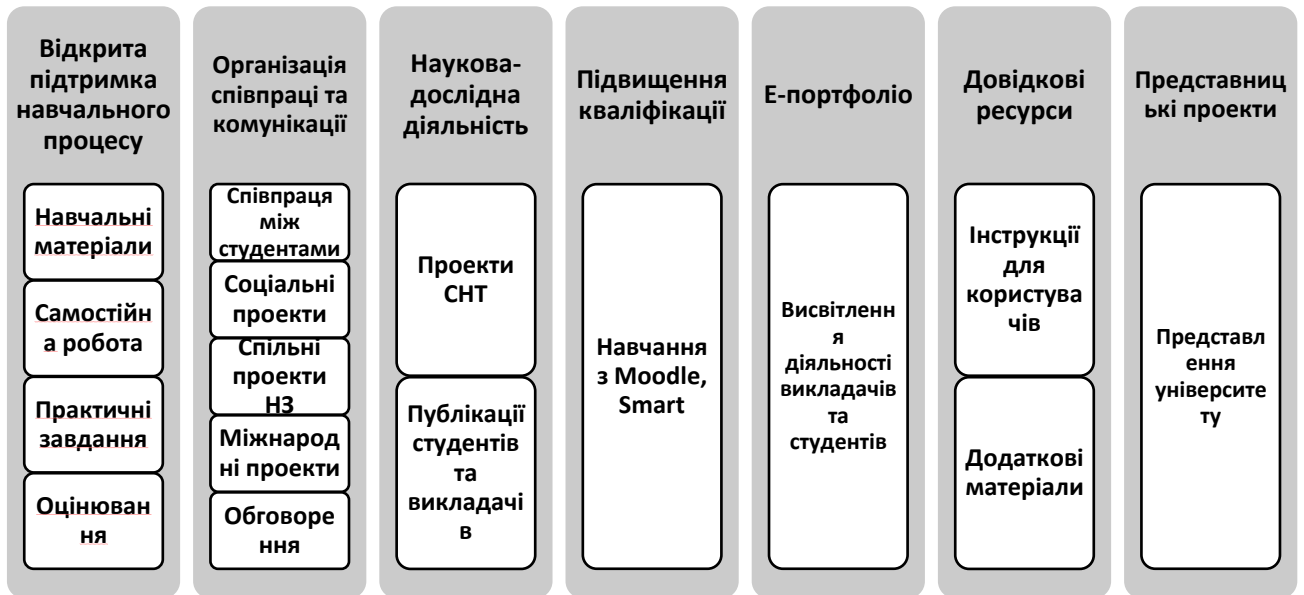 Відкрита
підтримка
навчального
процесу
Навчальні
матеріали
Самостійн
а робота
Практичні
завдання
Оцінюван
ня
Організація
співпраці та
комунікації
Співпраця
між
студентами
Соціальні
проекти
Спільні
проекти
НЗ
Міжнарод
ні проекти
Обговоре
ння
Наукова-
дослідна
діяльність
Проекти
СНТ
Публікації
студентів
та
викладачі
в
Підвищення
кваліфікації
Навчання
з Moodle,
Smart
Е-портфоліо
Висвітленн
я
діяльності
викладачів
та
студентів
Довідкові
ресурси
Інструкції
для
користува
чів
Додаткові
матеріали
Представниц
ькі проекти
Представл
ення
університе
ту